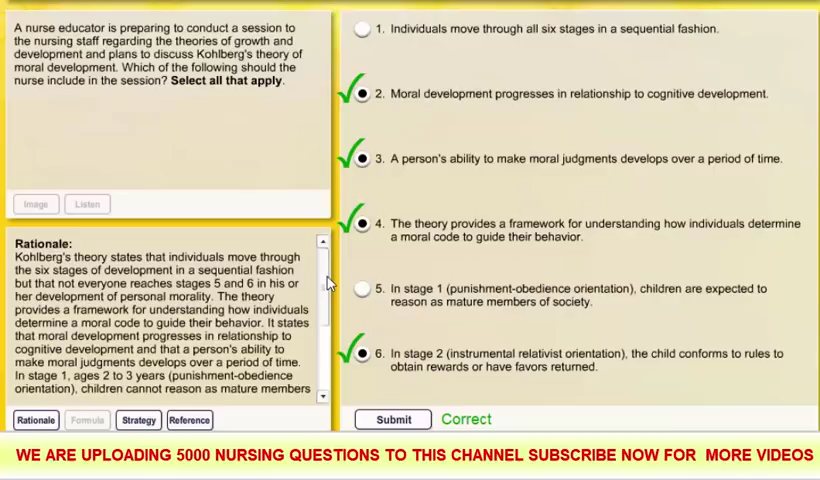 A nurse educator is preparing to conduct a session to
the nursing staff regarding the theories of growth and
development and plans to discuss Kohlberg's theory of
moral development. Which of the following should the
nurse include in the session? Select all that apply.
Image
Listen
Rationale:
Kohlberg's theory states that individuals move through
the six stages of development in a sequential fashion
but that not everyone reaches stages 5 and 6 in his or
her development of personal morality. The theory
provides a framework for understanding how individuals
determine a moral code to guide their behavior. It states
that moral development progresses in relationship to
cognitive development and that a person's ability to
make moral judgments develops over a period of time.
In stage 1, ages 2 to 3 years (punishment-obedience
orientation), children cannot reason as mature members
Rationale
Formula
Strategy
Reference
1. Individuals move through all six stages in a sequential fashion.
2. Moral development progresses in relationship to cognitive development.
3. A person's ability to make moral judgments develops over a period of time.
4. The theory provides a framework for understanding how individuals determine
a moral code to guide their behavior.
5. In stage 1 (punishment-obedience orientation), children are expected to
reason as mature members of society.
6. In stage 2 (instrumental relativist orientation), the child conforms to rules to
obtain rewards or have favors returned.
Submit
Correct
WE ARE UPLOADING 5000 NURSING QUESTIONS TO THIS CHANNEL SUBSCRIBE NOW FOR MORE VIDEOS